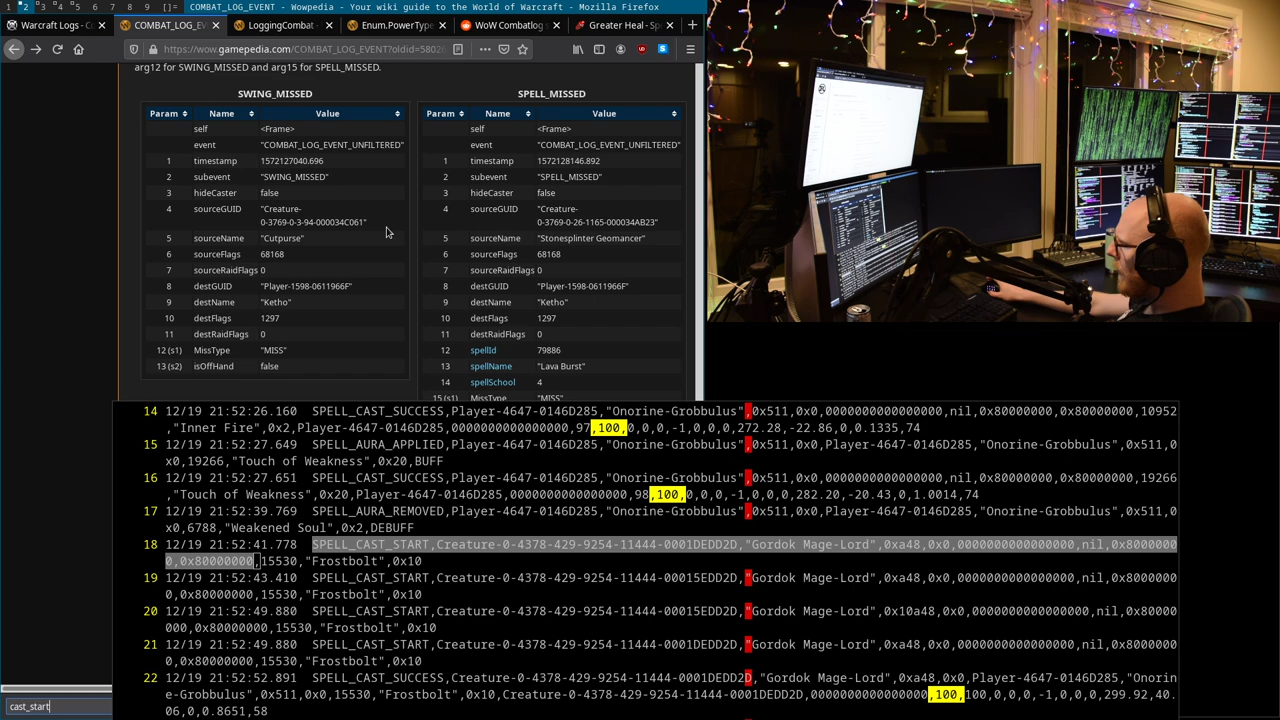 1 2 3 4 5 6 7 8 9 []= COMBAT_LOG_EVENT - Wowpedia - Your wiki guide to the World of Warcraft - Mozilla Firefox
Warcraft Logs - Co COMBAT_LOG_EV LoggingCombat - Enum.PowerType WoW Combatlog Greater Heal - Sp
https://wow.gamepedia.com/COMBAT_LOG_EVENT?oldid=5802
arg12 for SWING_MISSED and arg15 for SPELL_MISSED.
SWING_MISSED
Param Name Value
self <Frame>
event "COMBAT_LOG_EVENT_UNFILTERED"
1 timestamp 1572127040.696
2 subevent "SWING_MISSED"
3 hideCaster false
4 sourceGUID "Creature-
0-3769-0-3-94-000034C061"
5 sourceName "Cutpurse"
6 sourceFlags 68168
7 sourceRaidFlags 0
8 destGUID "Player-1598-0611966F"
9 destName "Ketho"
10 destFlags 1297
11 destRaidFlags 0
12 (s1) MissType "MISS"
13 (s2) isOffHand false
SPELL_MISSED
Param Name Value
self <Frame>
event "COMBAT_LOG_EVENT_UNFILTERED"
1 timestamp 1572128146.892
2 subevent "SPELL_MISSED"
3 hideCaster false
4 sourceGUID "Creature-
0-3769-0-26-1165-000034AB23"
5 sourceName "Stonesplinter Geomancer"
6 sourceFlags 68168
7 sourceRaidFlags 0
8 destGUID "Player-1598-0611966F"
9 destName "Ketho"
10 destFlags 1297
11 destRaidFlags 0
12 spellId 79886
13 spellName "Lava Burst"
14 spellSchool 4
15 (s1) MissType "MISS"
14 12/19 21:52:26.160 SPELL_CAST_SUCCESS,Player-4647-0146D285,"Onorine-Grobbulus",0x511,0x0,0000000000000000,nil,0x80000000,0x80000000,10952
,"Inner Fire",0x2,Player-4647-0146D285,0000000000000000,97,100,0,0,0,-1,0,0,0,272.28,-22.86,0,0.1335,74
15 12/19 21:52:27.649 SPELL_AURA_APPLIED,Player-4647-0146D285,"Onorine-Grobbulus",0x511,0x0,Player-4647-0146D285,"Onorine-Grobbulus",0x511,0
x0,19266,"Touch of Weakness",0x20,BUFF
16 12/19 21:52:27.651 SPELL_CAST_SUCCESS,Player-4647-0146D285,"Onorine-Grobbulus",0x511,0x0,0000000000000000,nil,0x80000000,0x80000000,19266
,"Touch of Weakness",0x20,Player-4647-0146D285,0000000000000000,98,100,0,0,0,-1,0,0,0,282.20,-20.43,0,1.0014,74
17 12/19 21:52:39.769 SPELL_AURA_REMOVED,Player-4647-0146D285,"Onorine-Grobbulus",0x511,0x0,Player-4647-0146D285,"Onorine-Grobbulus",0x511,0
x0,6788,"Weakened Soul",0x2,DEBUFF
18 12/19 21:52:41.778 SPELL_CAST_START,Creature-0-4378-429-9254-11444-0001DEDD2D,"Gordok Mage-Lord",0xa48,0x0,0000000000000000,nil,0x8000000
0,0x80000000,15530,"Frostbolt",0x10
19 12/19 21:52:43.410 SPELL_CAST_START,Creature-0-4378-429-9254-11444-00015EDD2D,"Gordok Mage-Lord",0xa48,0x0,0000000000000000,nil,0x8000000
0,0x80000000,15530,"Frostbolt",0x10
20 12/19 21:52:49.880 SPELL_CAST_START,Creature-0-4378-429-9254-11444-00015EDD2D,"Gordok Mage-Lord",0x10a48,0x0,0000000000000000,nil,0x80000
000,0x80000000,15530,"Frostbolt",0x10
21 12/19 21:52:49.880 SPELL_CAST_START,Creature-0-4378-429-9254-11444-0001DEDD2D,"Gordok Mage-Lord",0xa48,0x0,0000000000000000,nil,0x8000000
0,0x80000000,15530,"Frostbolt",0x10
22 12/19 21:52:52.891 SPELL_CAST_SUCCESS,Creature-0-4378-429-9254-11444-0001DEDD2D,"Gordok Mage-Lord",0xa48,0x0,Player-4647-0146D285,"Onorin
e-Grobbulus",0x511,0x0,15530,"Frostbolt",0x10,Creature-0-4378-429-9254-11444-0001DEDD2D,0000000000000000,100,100,0,0,0,-1,0,0,0,299.92,40.
06,0,0.8651,58
cast_start